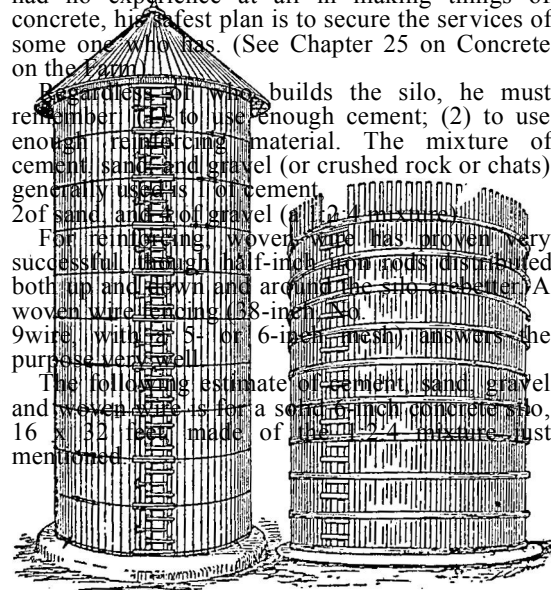 had no experience at all in making things of
concrete, his safest plan is to secure the services of
some one who has. (See Chapter 25 on Concrete
on the Farm)
Regardless of who builds the silo, he must
remember: (1) to use enough cement; (2) to use
enough reinforcing material. The mixture of
cement, sand, and gravel (or crushed rock or chats)
generally used is 1 of cement,
2of sand, and 4 of gravel (a 1:2:4 mixture)
For reinforcing, woven wire has proven very
successful, though half-inch iron rods distributed
both up and down and around the silo arebetter. A
woven wire fencing (38-inch, No.
9wire, with a 5- or 6-inch mesh) answers the
purpose very well.
The following estimate of cement, sand, gravel
and woven wire is for a solid 6-inch concrete silo,
16 x 32 feet, made of the 1:2:4 mixture just
mentioned.